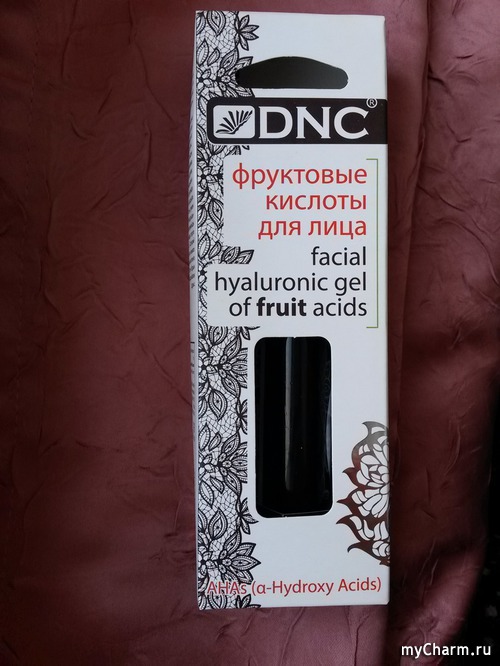 DNC®
фруктовые
кислоты
для лица
facial
hyaluronic gel
of fruit acids
AHAs (α-Hydroxy Acids)
myCharm.ru